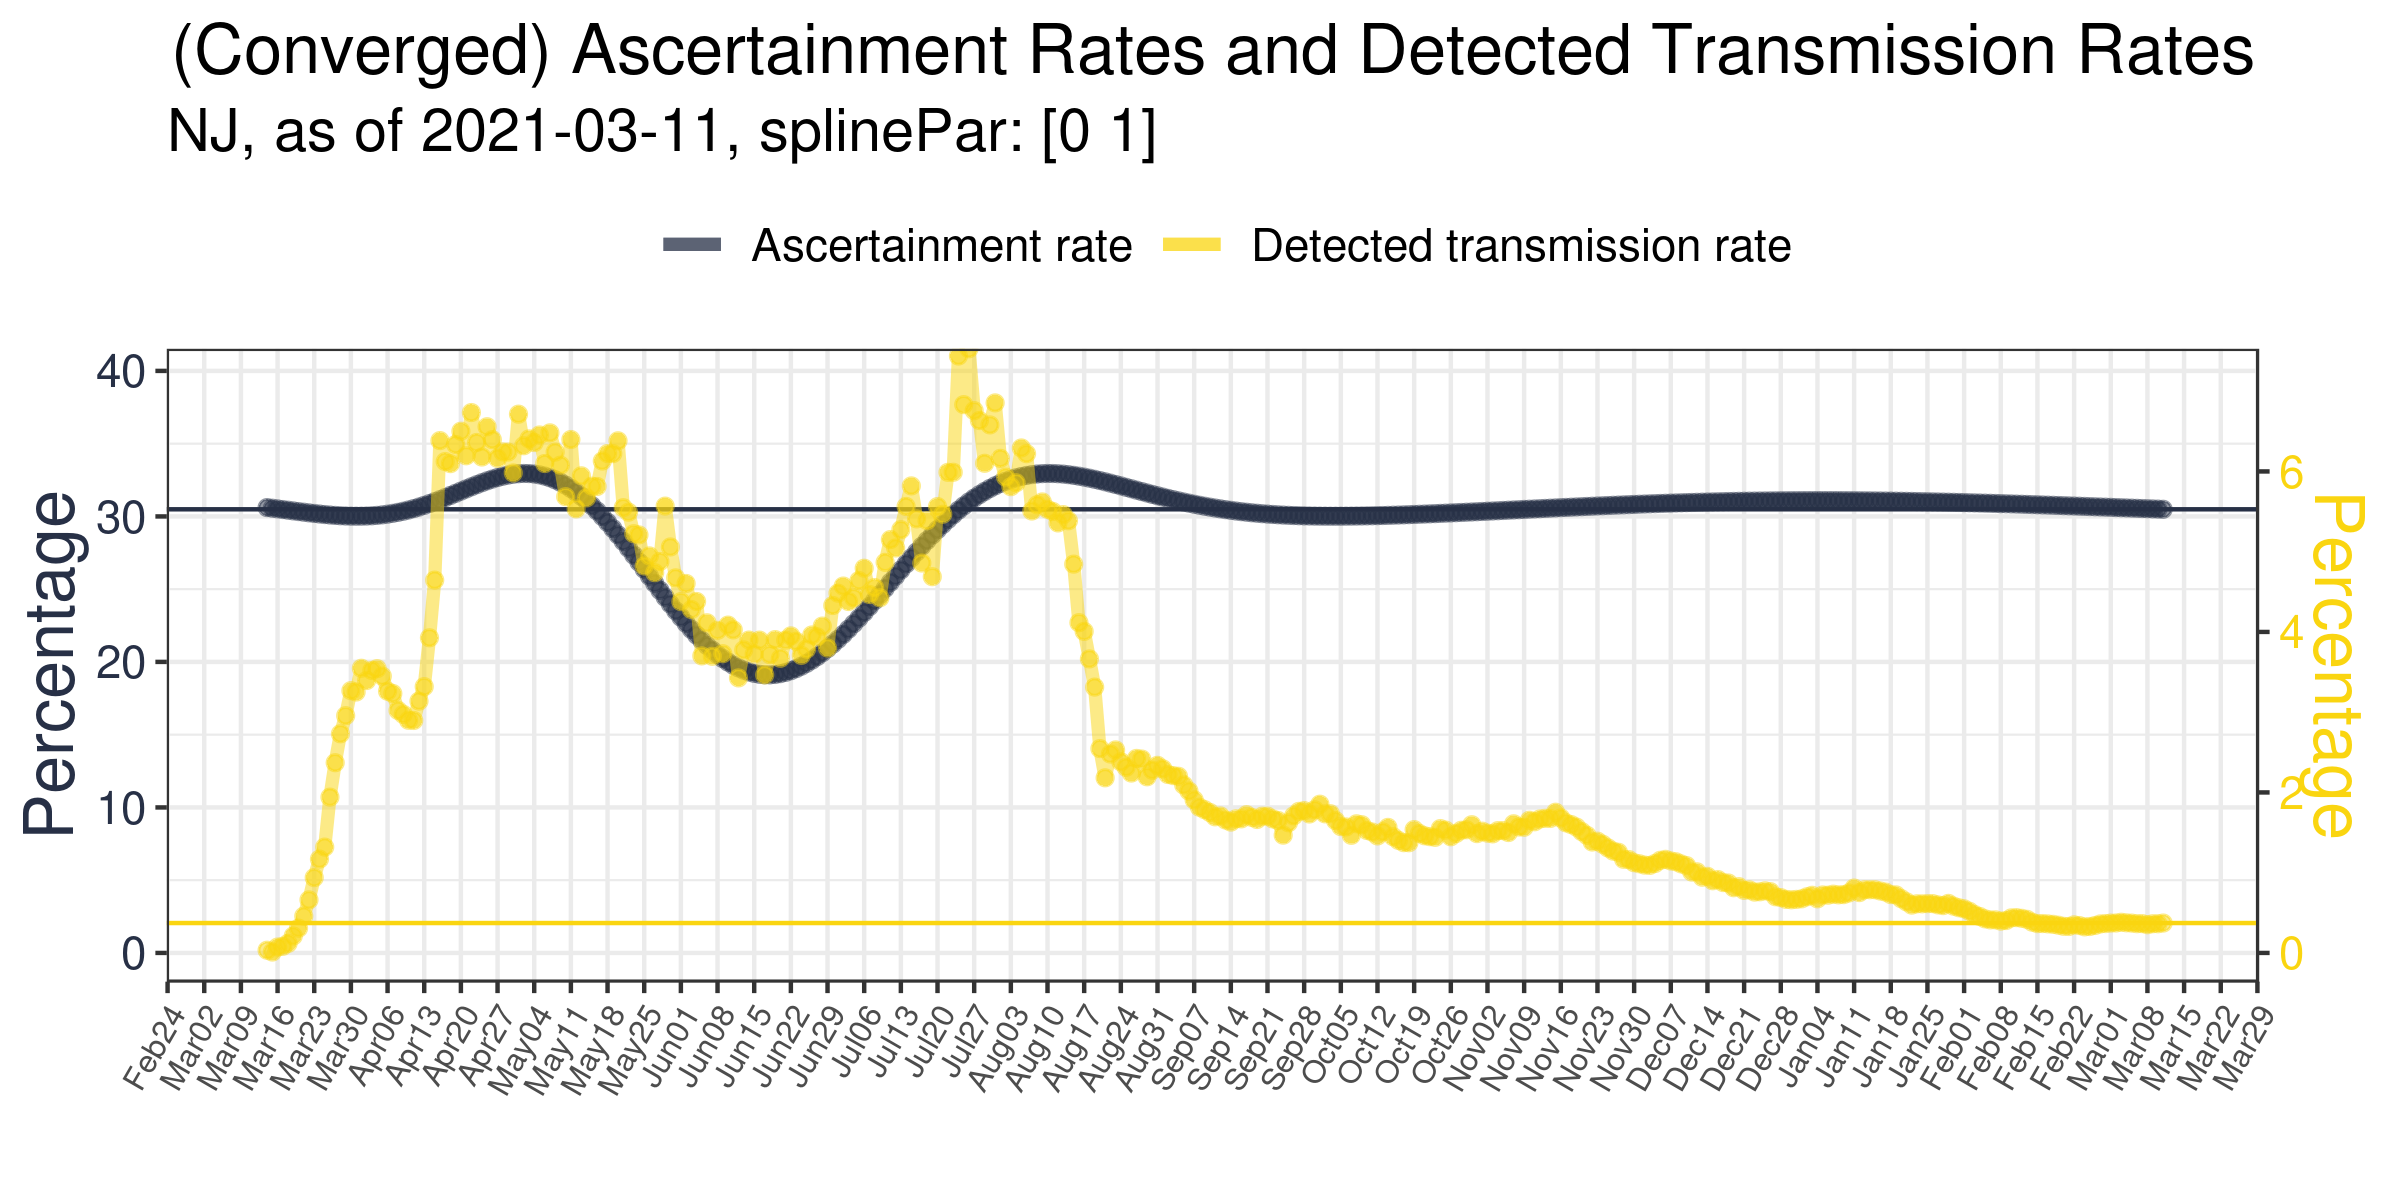 (Converged) Ascertainment Rates and Detected Transmission Rates
NJ, as of 2021-03-11, splinePar: [0 1]
Ascertainment rate
Detected transmission rate
Percentage
40
30
20
10
0
6
4
2
0
Percentage
Feb24
Mar02
Mar09
Mar16
Mar23
Mar30
Apr06
Apr13
Apr20
Apr27
May04
May11
May18
May25
Jun01
Jun08
Jun15
Jun22
Jun29
Jul06
Jul13
Jul20
Jul27
Aug03
Aug10
Aug17
Aug24
Aug31
Sep07
Sep14
Sep21
Sep28
Oct05
Oct12
Oct19
Oct26
Nov02
Nov09
Nov16
Nov23
Nov30
Dec07
Dec14
Dec21
Dec28
Jan04
Jan11
Jan18
Jan25
Feb01
Feb08
Feb15
Feb22
Mar01
Mar08
Mar15
Mar22
Mar29